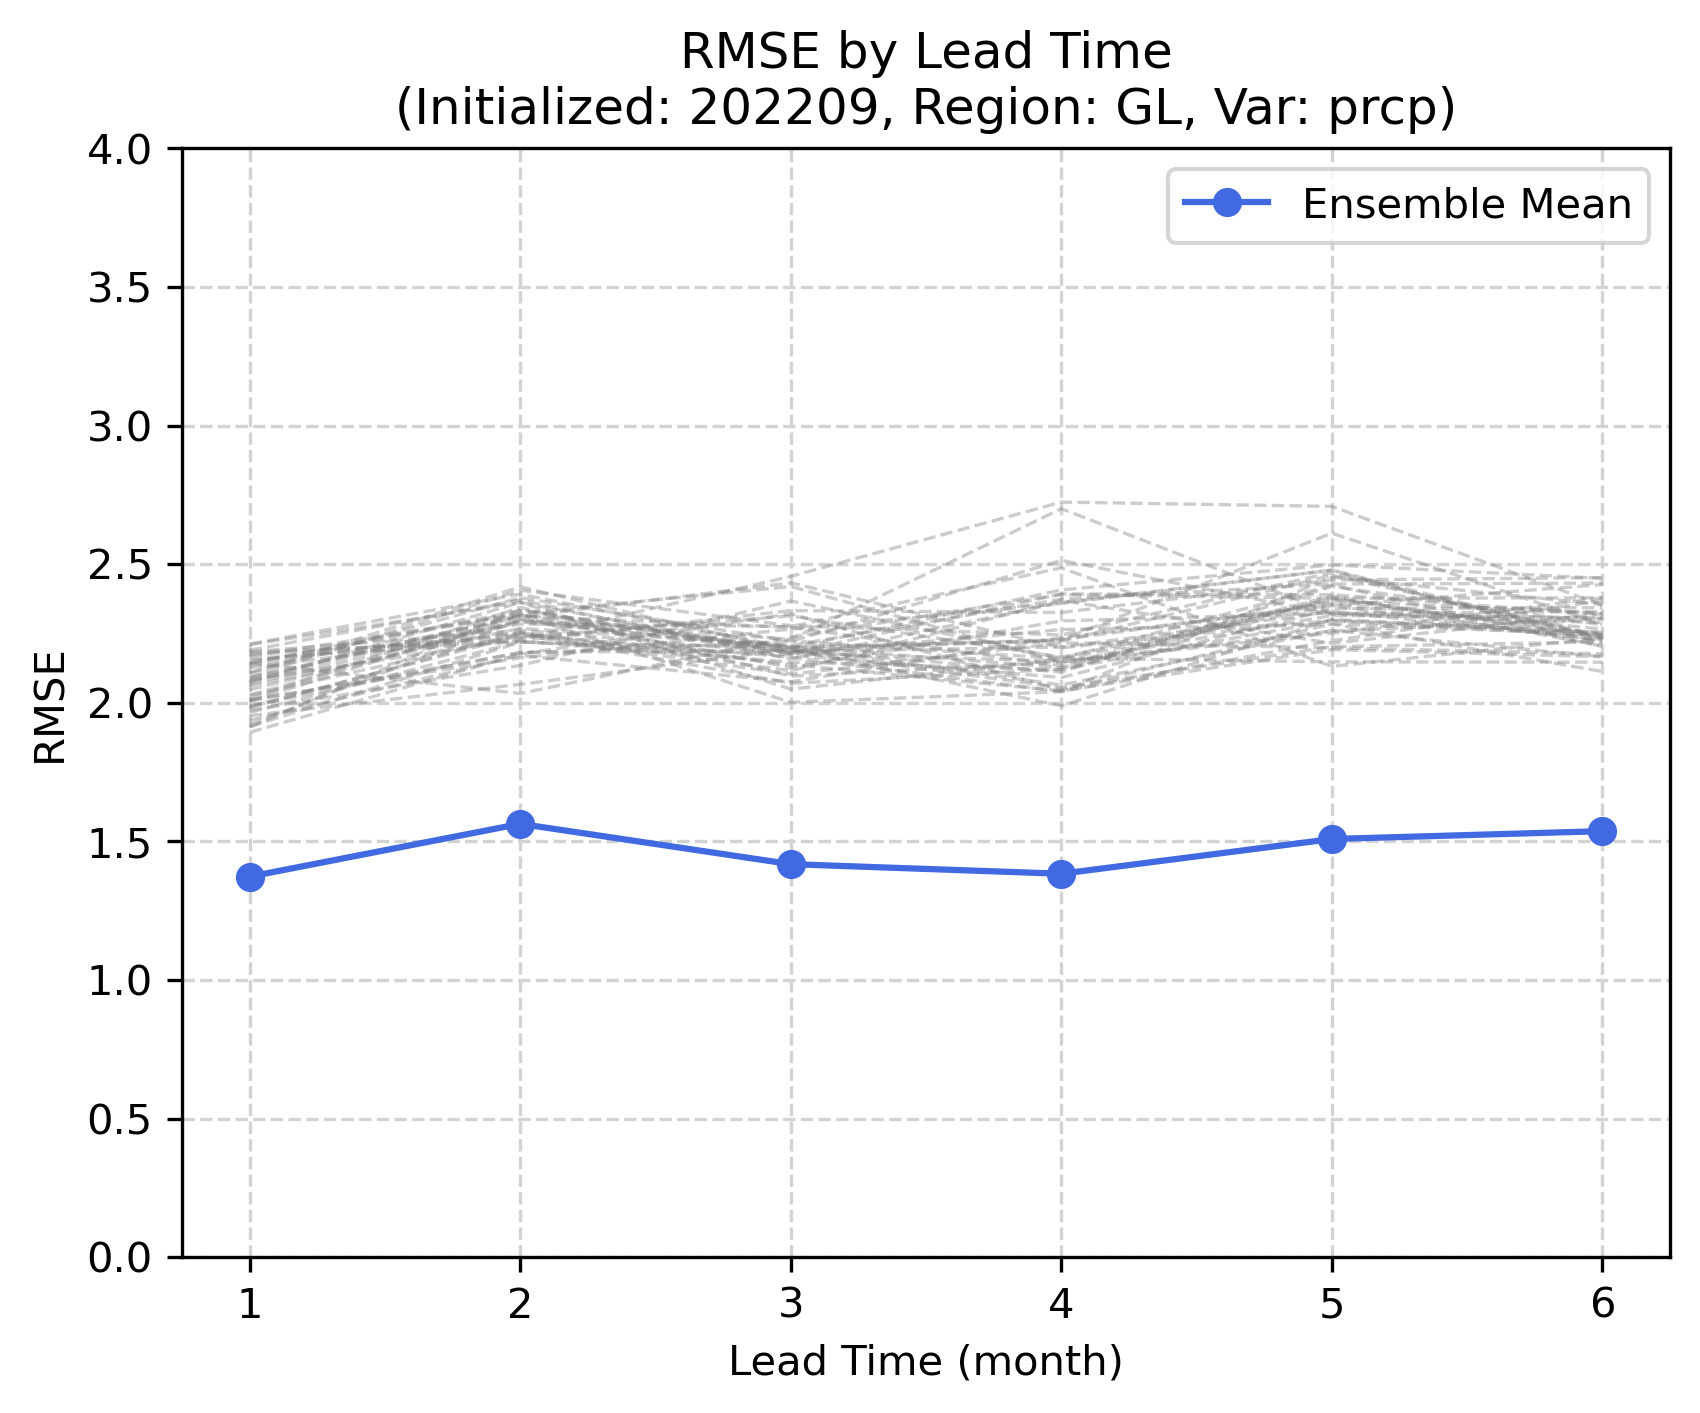 RMSE by Lead Time
(Initialized: 202209, Region: GL, Var: prcp)
4.0
3.5
3.0
2.5
2.0
1.5
1.0
0.5
0.0
RMSE
Ensemble Mean
1 2 3 4 5 6
Lead Time (month)